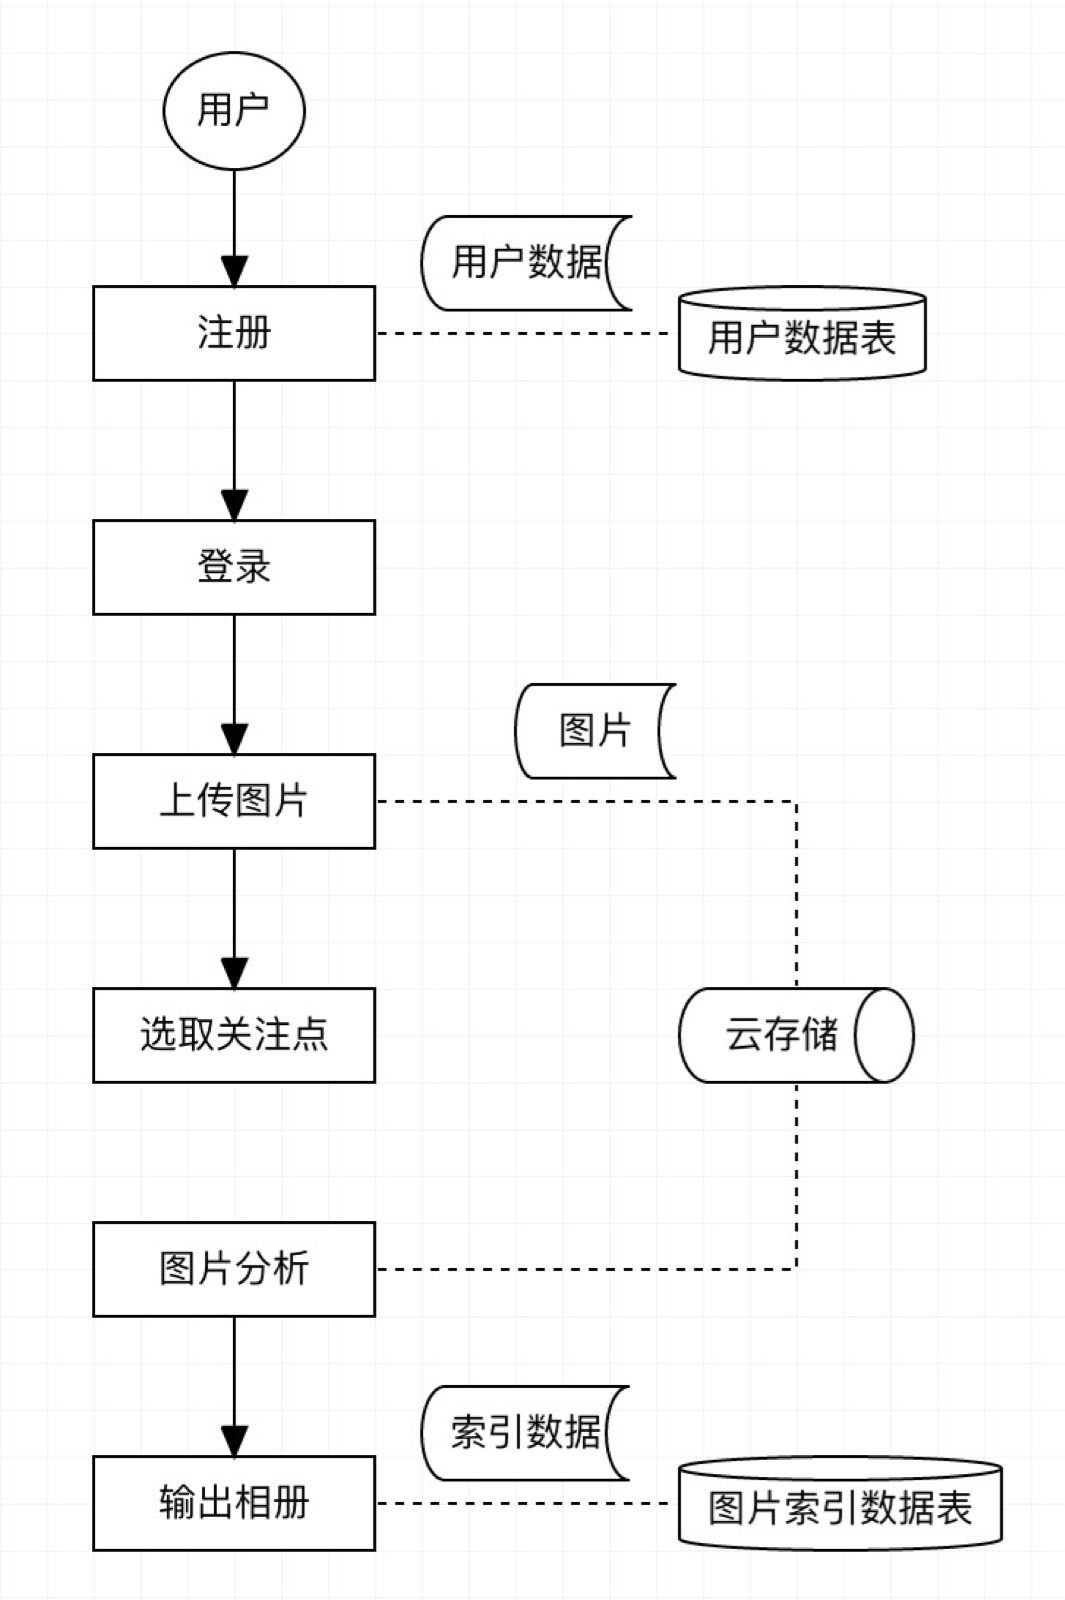 用户
用户数据
注册
用户数据表
登录
图片
上传图片
选取关注点
云存储
图片分析
索引数据
输出相册
图片索引数据表